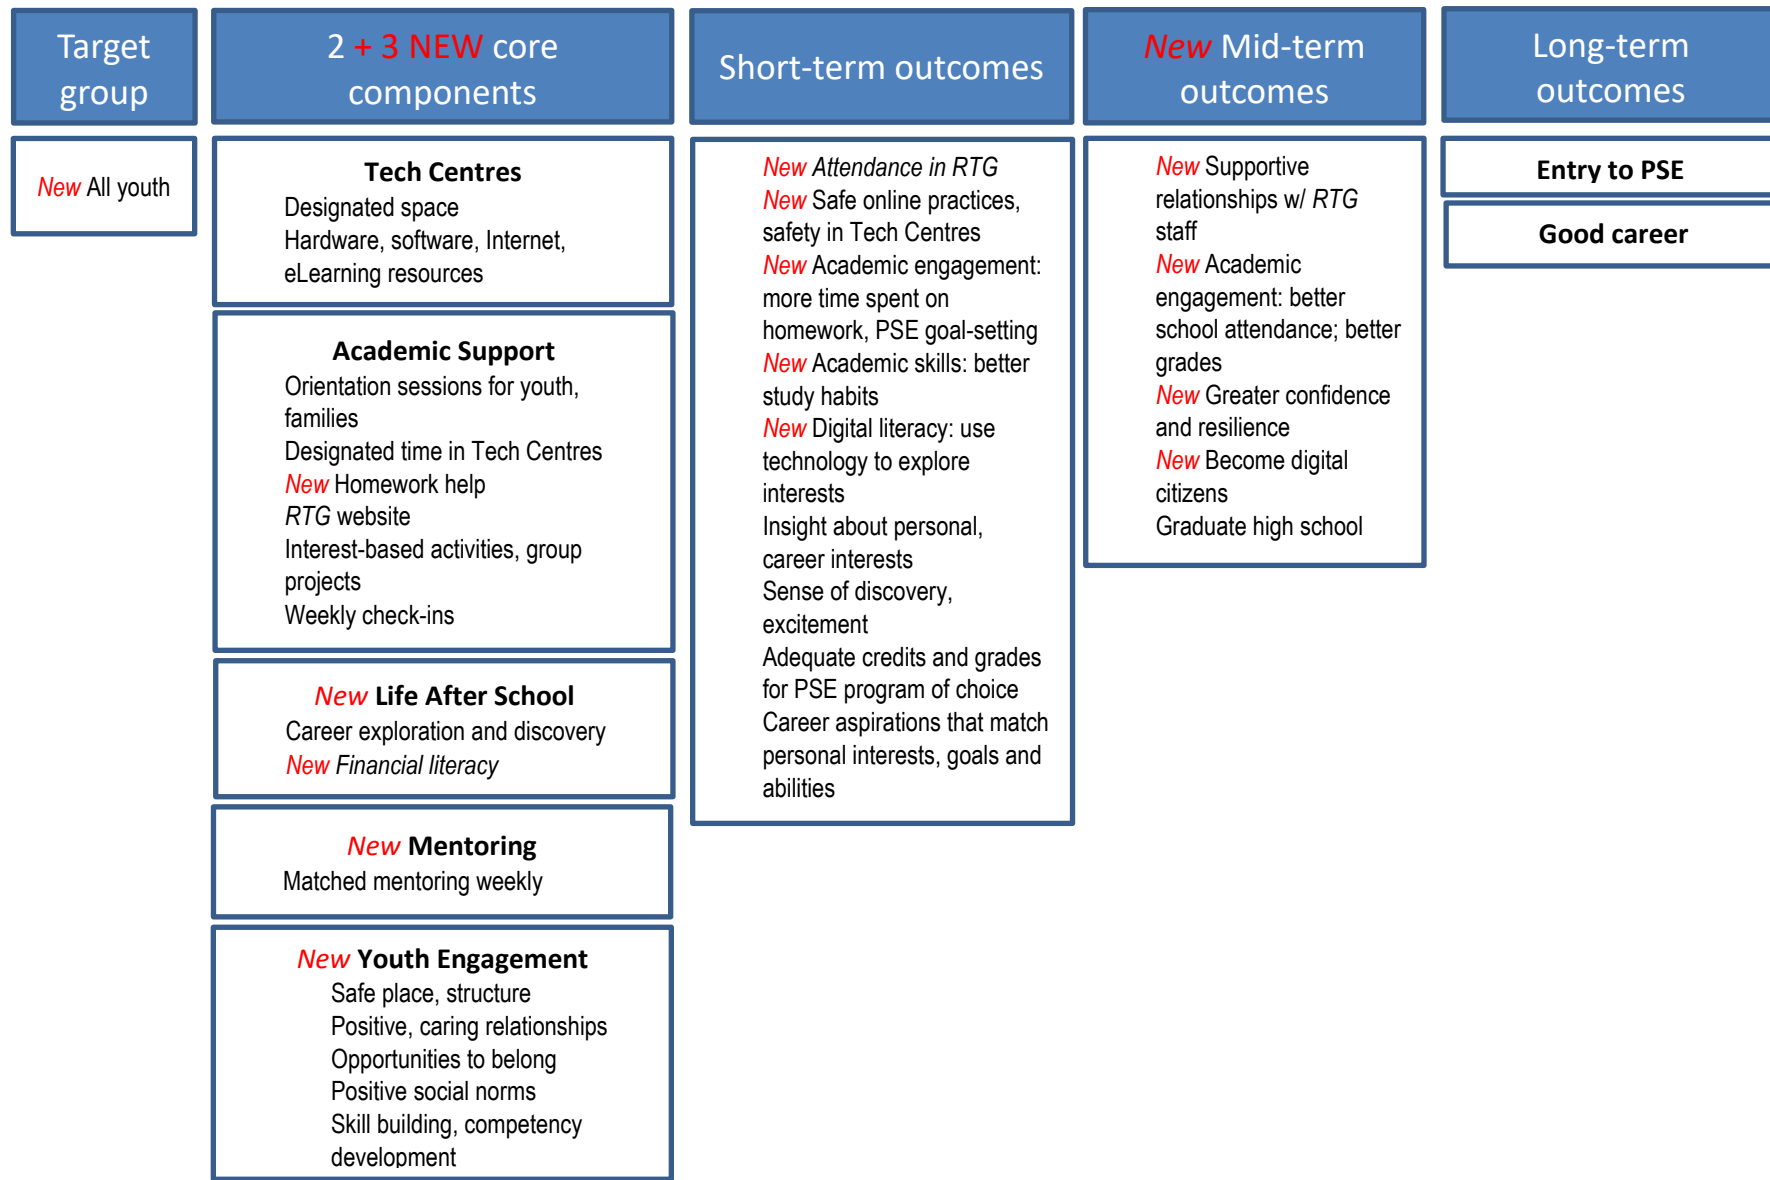 Target
group
2 + 3 NEW core
components
Short-term outcomes
New Mid-term
outcomes
Long-term
outcomes
New All youth
Tech Centres
Designated space
Hardware, software, Internet,
eLearning resources
Academic Support
Orientation sessions for youth,
families
Designated time in Tech Centres
New Homework help
RTG website
Interest-based activities, group
projects
Weekly check-ins
New Life After School
Career exploration and discovery
New Financial literacy
New Mentoring
Matched mentoring weekly
New Youth Engagement
Safe place, structure
Positive, caring relationships
Opportunities to belong
Positive social norms
Skill building, competency
development
New Attendance in RTG
New Safe online practices,
safety in Tech Centres
New Academic engagement:
more time spent on
homework, PSE goal-setting
New Academic skills: better
study habits
New Digital literacy: use
technology to explore
interests
Insight about personal,
career interests
Sense of discovery,
excitement
Adequate credits and grades
for PSE program of choice
Career aspirations that match
personal interests, goals and
abilities
New Supportive
relationships w/ RTG
staff
New Academic
engagement: better
school attendance; better
grades
New Greater confidence
and resilience
New Become digital
citizens
Graduate high school
Entry to PSE
Good career